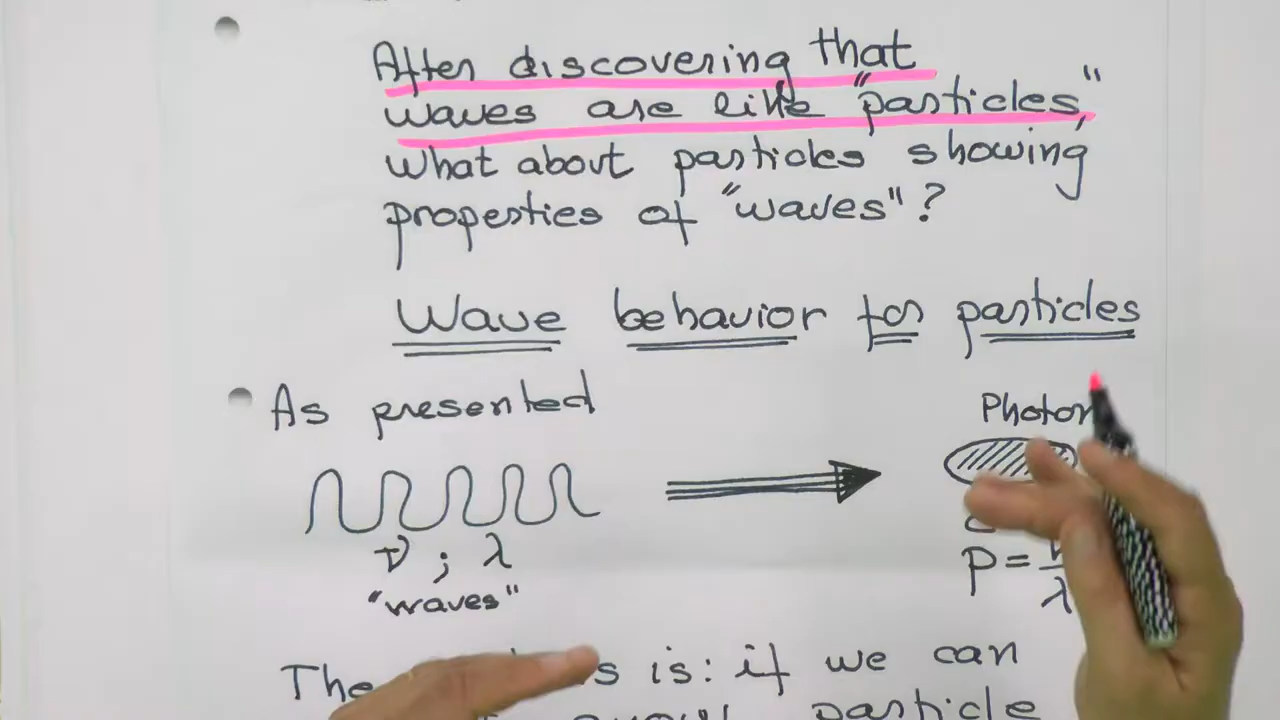 After discovering that
waves are like "particles,"
what about particles showing
properties of "waves"?
Wave behavior for particles
As presented
Photon
ν ; λ
p = h/λ
"waves"
The is: if we can
particle